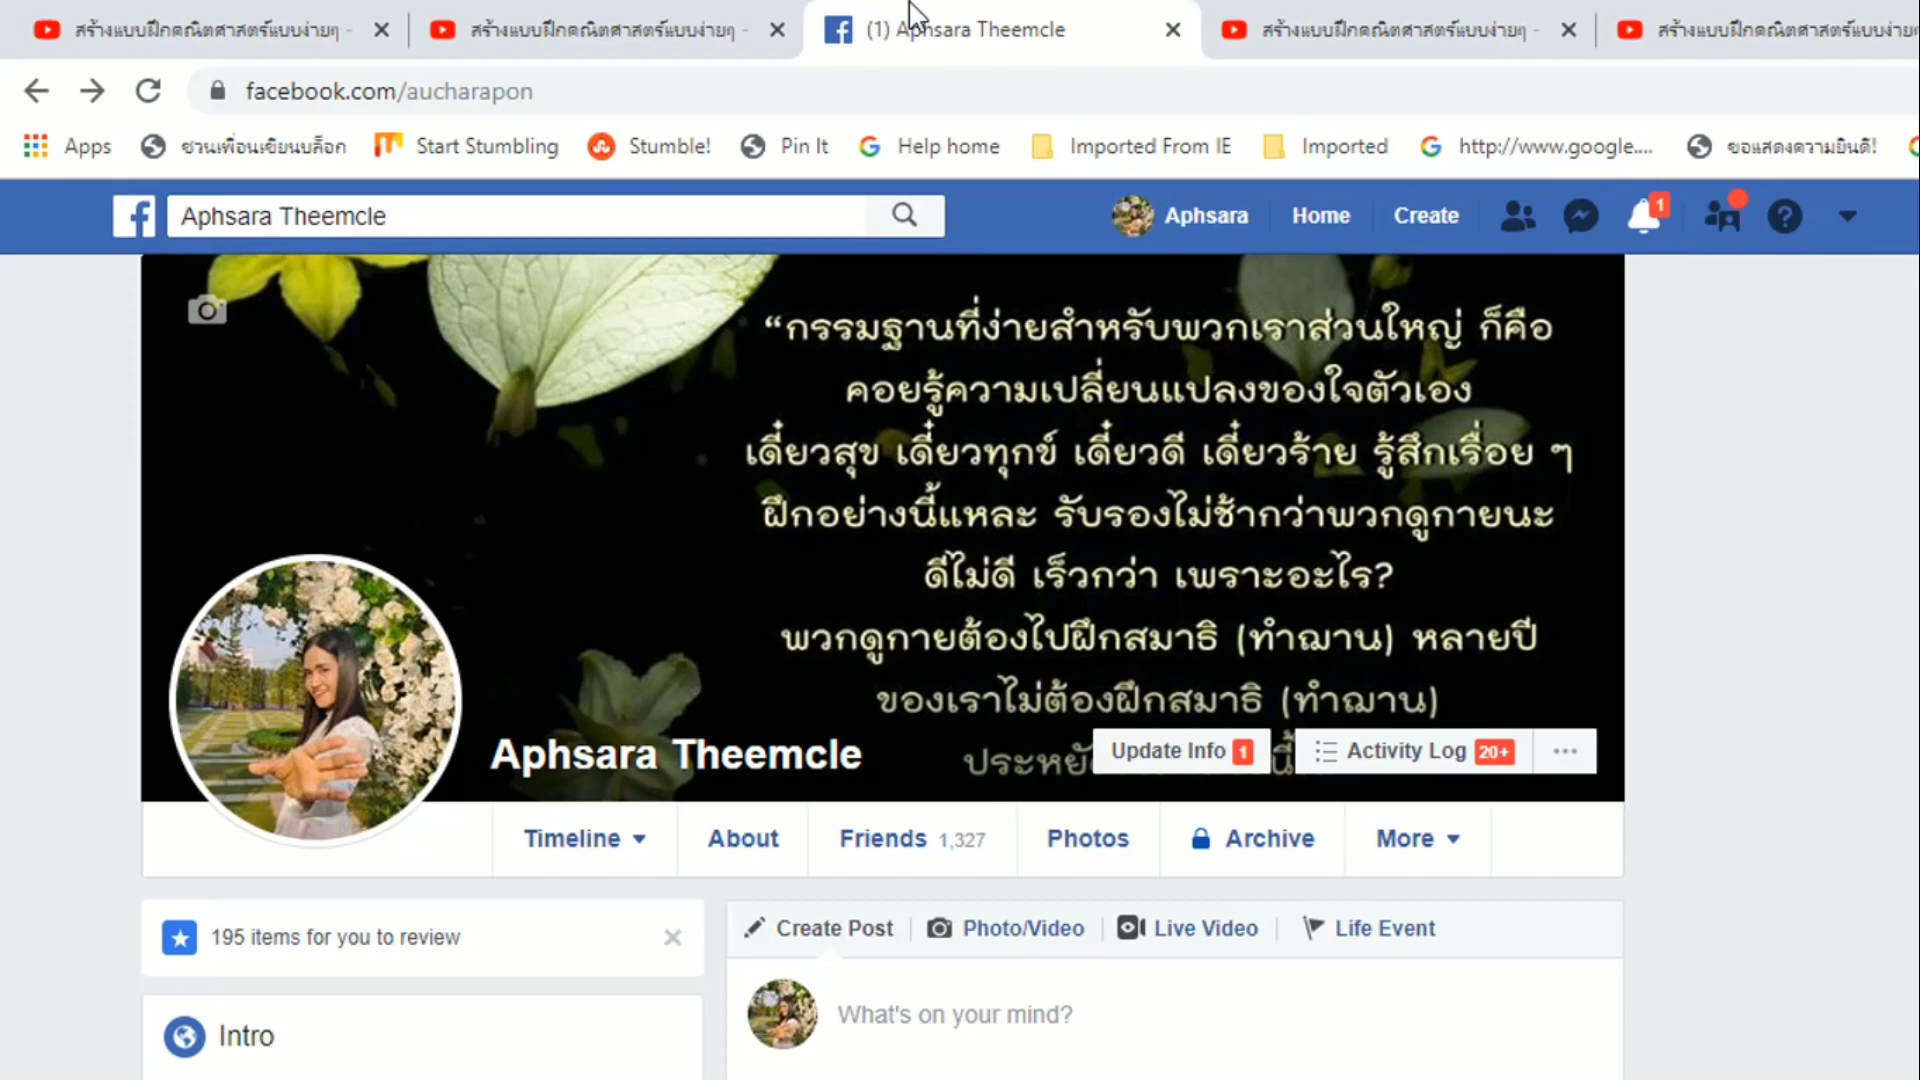 สร้างแบบฝึกคณิตศาสตร์แบบง่ายๆ -
สร้างแบบฝึกคณิตศาสตร์แบบง่ายๆ -
(1) Aphsara Theemcle
สร้างแบบฝึกคณิตศาสตร์แบบง่ายๆ -
สร้างแบบฝึกคณิตศาสตร์แบบง่าย
facebook.com/aucharapon
Apps
ชวนเพื่อนเขียนบล็อก
Start Stumbling
Stumble!
Pin It
Help home
Imported From IE
Imported
http://www.google....
ขอแสดงความยินดี!
Aphsara Theemcle
Aphsara
Home
Create
1
“กรรมฐานที่ง่ายสำหรับพวกเราส่วนใหญ่ ก็คือ
คอยรู้ความเปลี่ยนแปลงของใจตัวเอง
เดี๋ยวสุข เดี๋ยวทุกข์ เดี๋ยวดี เดี๋ยวร้าย รู้สึกเรื่อย ๆ
ฝึกอย่างนี้แหละ รับรองไม่ช้ากว่าพวกดูกายนะ
ดีไม่ดี เร็วกว่า เพราะอะไร?
พวกดูกายต้องไปฝึกสมาธิ (ทำฌาน) หลายปี
ของเราไม่ต้องฝึกสมาธิ (ทำฌาน)
Aphsara Theemcle
Update Info 1
Activity Log 20+
Timeline
About
Friends 1,327
Photos
Archive
More
195 items for you to review
Create Post
Photo/Video
Live Video
Life Event
What's on your mind?
Intro